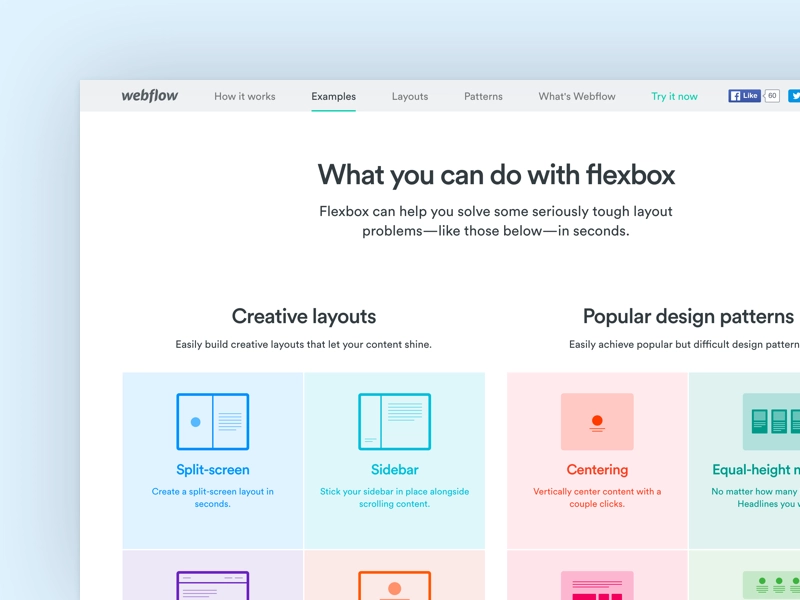 webflow How it works Examples Layouts Patterns What's Webflow Try it now Like 60
What you can do with flexbox
Flexbox can help you solve some seriously tough layout
problems—like those below—in seconds.
Creative layouts
Easily build creative layouts that let your content shine.
Popular design patterns
Easily achieve popular but difficult design pattern
Split-screen
Create a split-screen layout in
seconds.
Sidebar
Stick your sidebar in place alongside
scrolling content.
Centering
Vertically center content with a
couple clicks.
Equal-height
No matter how many
Headlines you